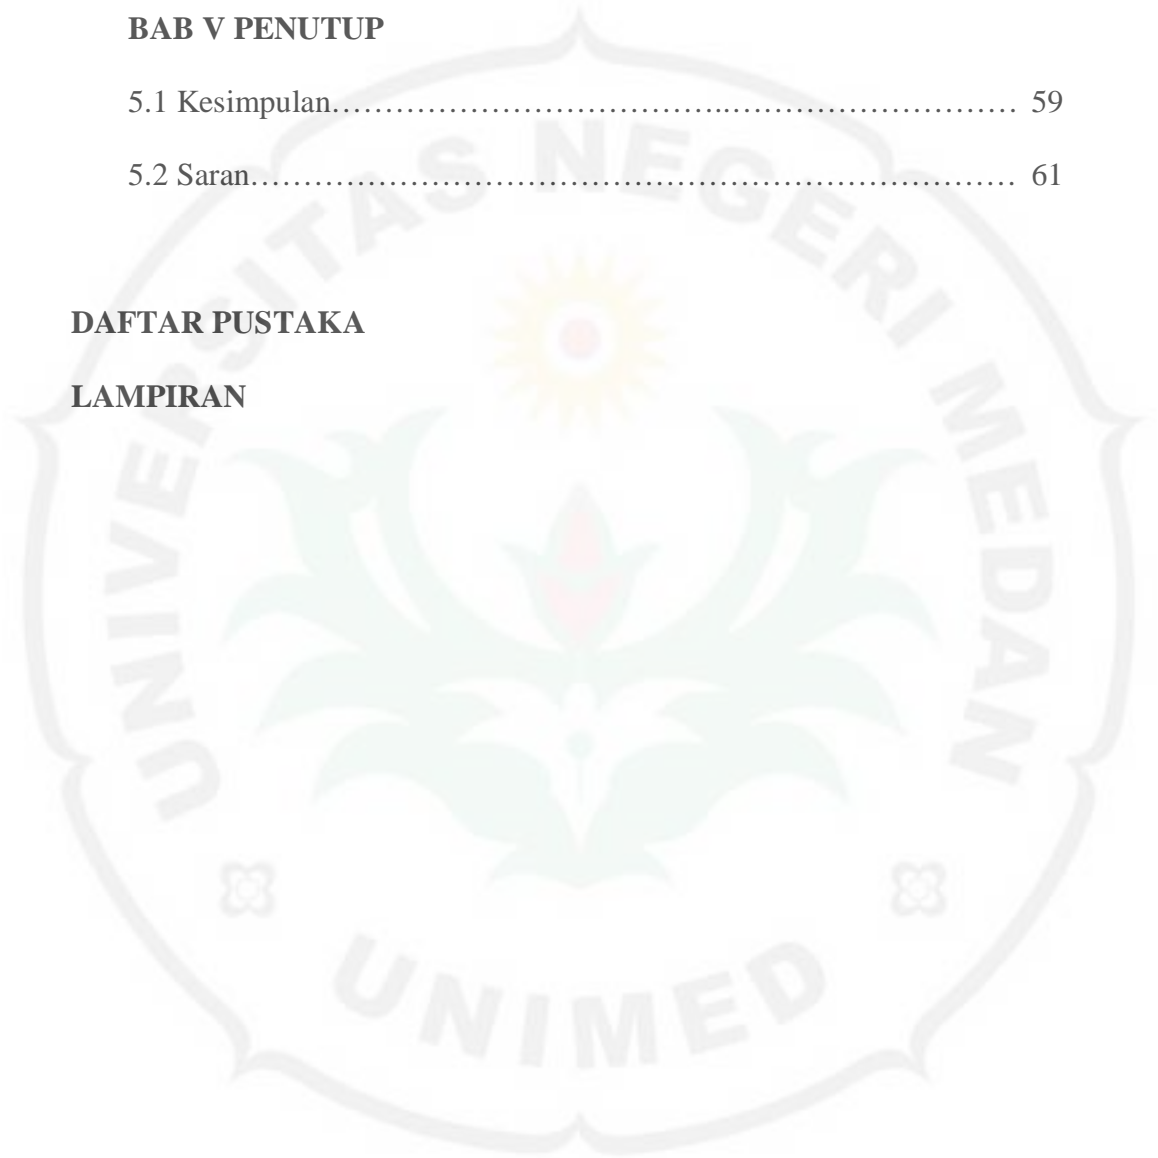 BAB V PENUTUP
5.1 Kesimpulan……………………………….………………………… 59
5.2 Saran……………………………………………………………… 61
DAFTAR PUSTAKA
LAMPIRAN
UNIVERSITAS NEGERI MEDAN
UNIMED